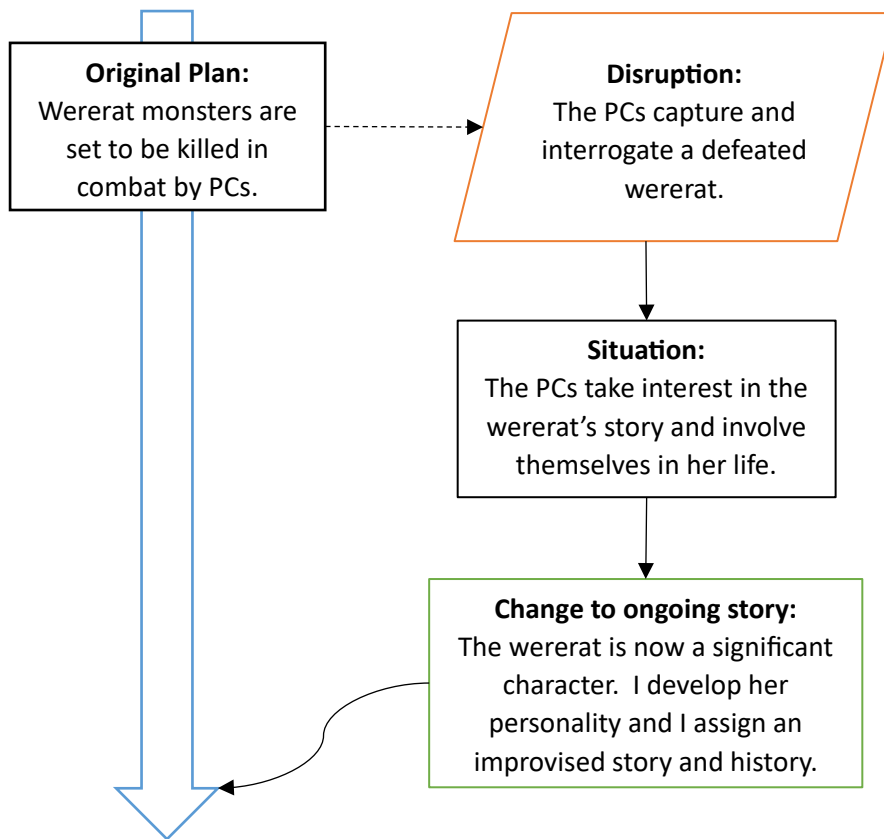 Original Plan:
Wererat monsters are
set to be killed in
combat by PCs.
Disruption:
The PCs capture and
interrogate a defeated
wererat.
Situation:
The PCs take interest in the
wererat’s story and involve
themselves in her life.
Change to ongoing story:
The wererat is now a significant
character.  I develop her
personality and I assign an
improvised story and history.